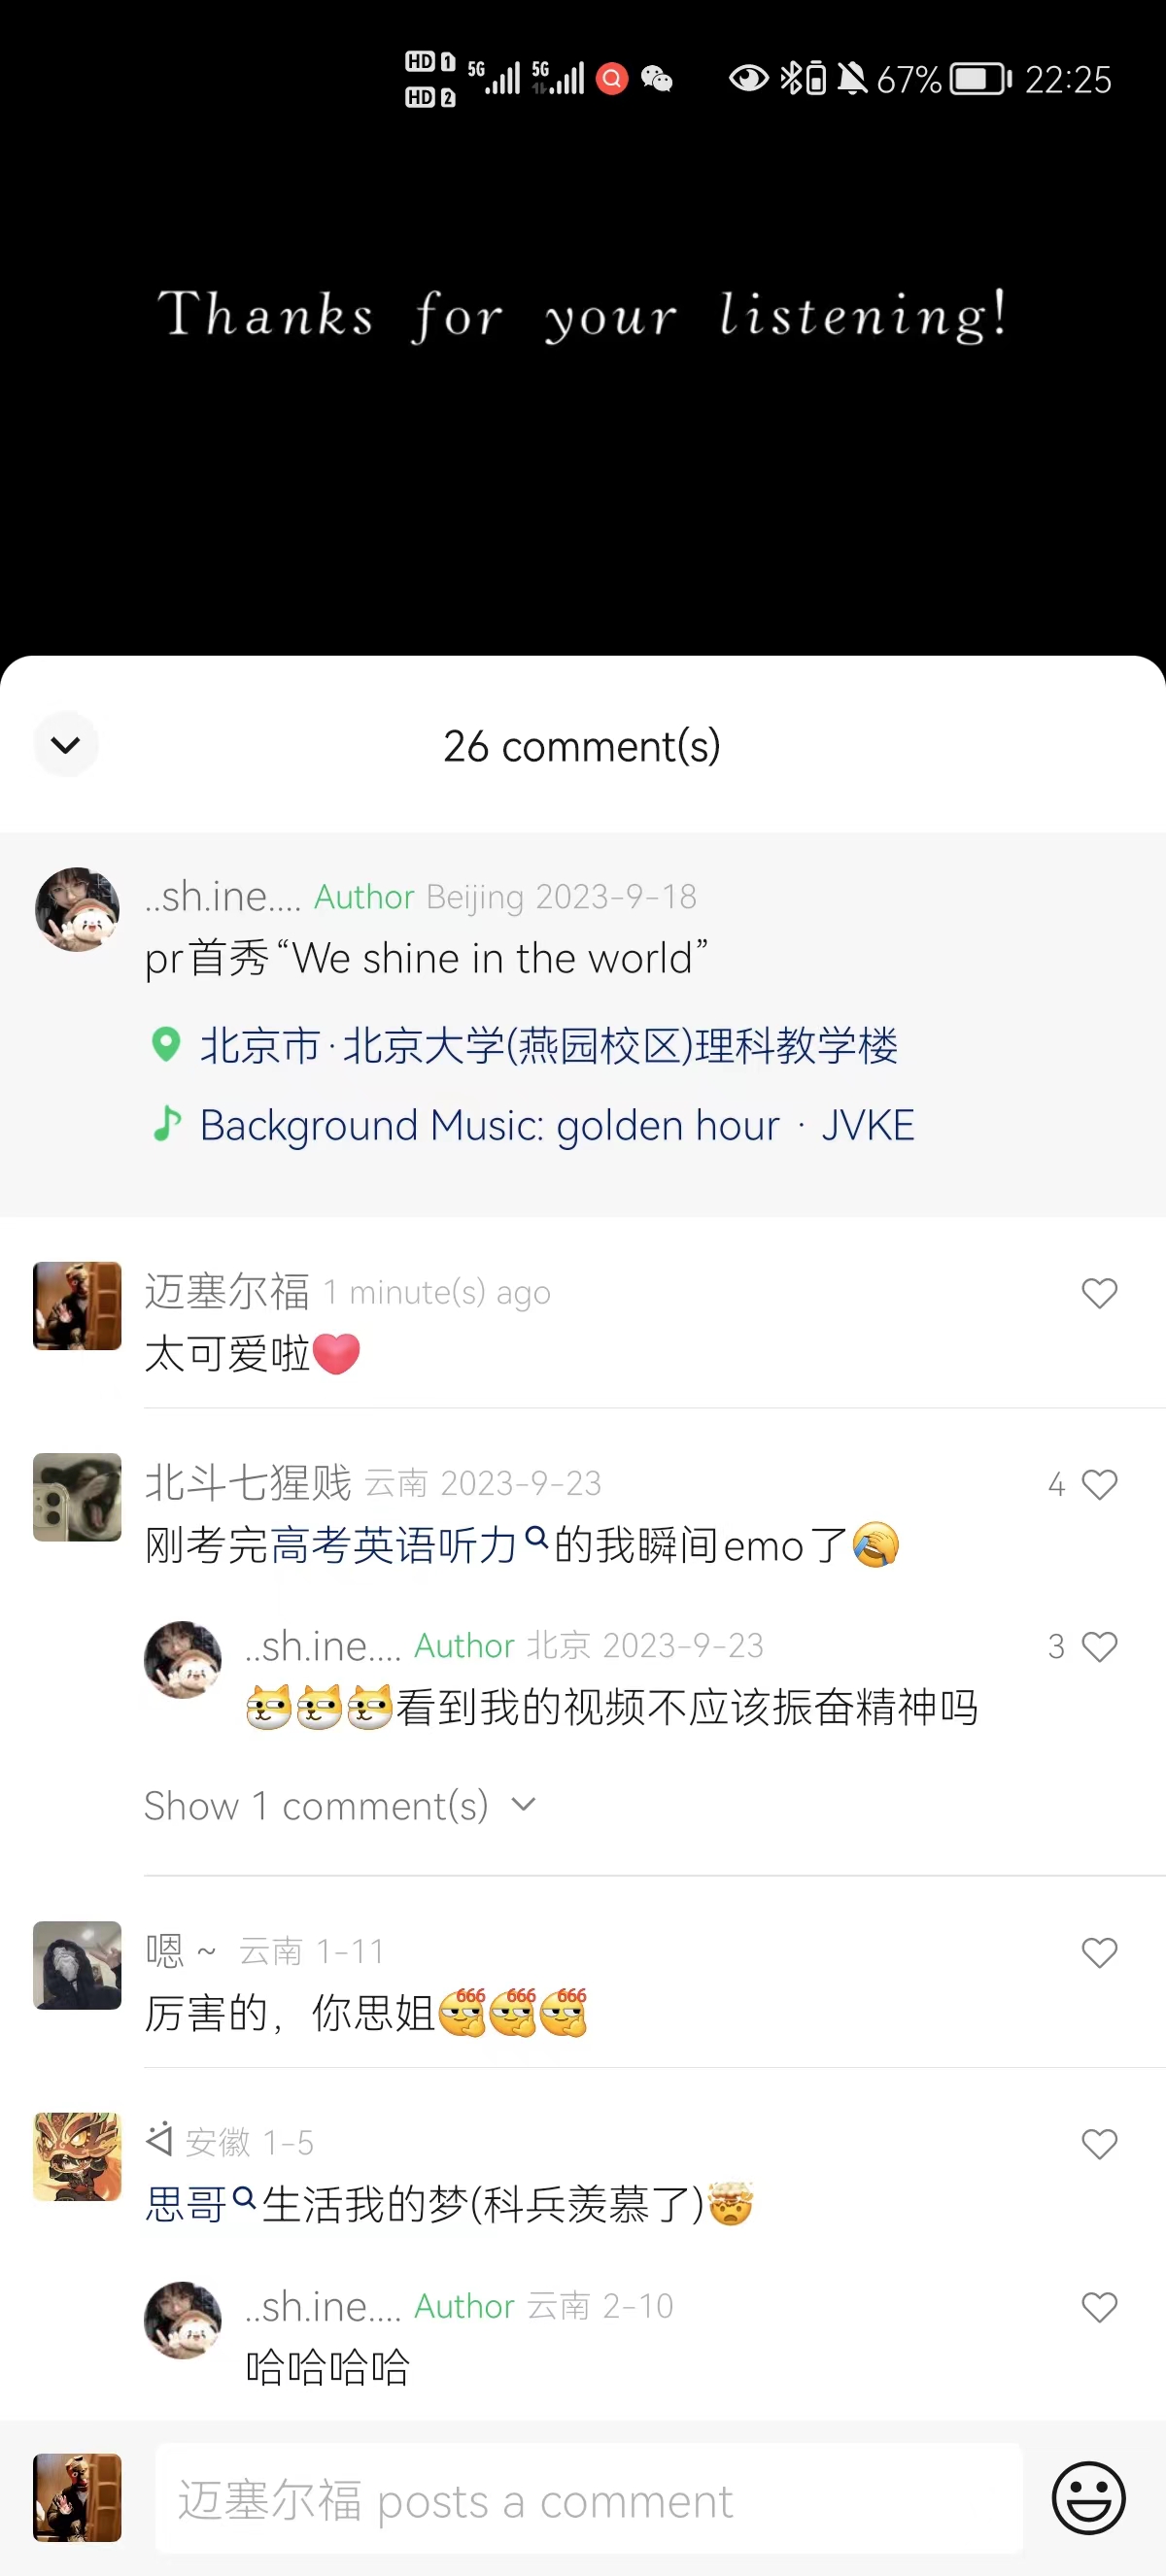 HD 1 5G 5G 67% 22:25
HD 2
Thanks for your listening!
26 comment(s)
..sh.ine.... Author Beijing 2023-9-18
pr首秀“We shine in the world”
北京市·北京大学(燕园校区)理科教学楼
Background Music: golden hour · JVKE
迈塞尔福 1 minute(s) ago
太可爱啦❤️
北斗七猩贱 云南 2023-9-23 4
刚考完高考英语听力的我瞬间emo了🤦
..sh.ine.... Author 北京 2023-9-23 3
看到我的视频不应该振奋精神吗
Show 1 comment(s)
嗯～ 云南 1-11
厉害的，你思姐666 666 666
安徽 1-5
思哥生活我的梦(科兵羡慕了)🤯
..sh.ine.... Author 云南 2-10
哈哈哈哈
迈塞尔福 posts a comment